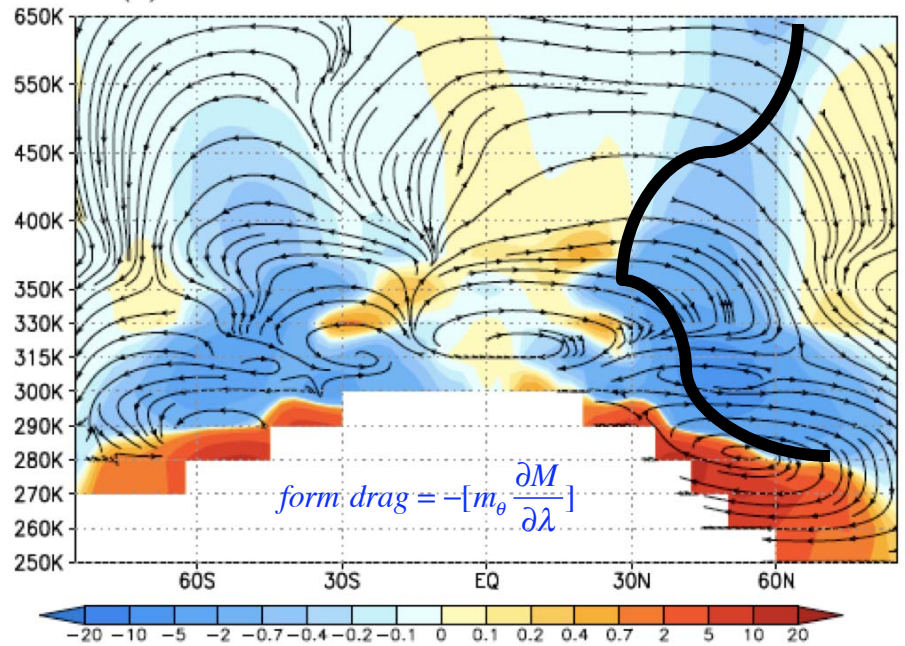 650K
550K
450K
400K
350K
330K
315K
300K
290K
280K
270K
260K
250K
form drag = −[m_θ ∂M/∂λ]
60S 30S EQ 30N 60N
−20 −10 −5 −2 −0.7 −0.4 −0.2 −0.1 0 0.1 0.2 0.4 0.7 2 5 10 20